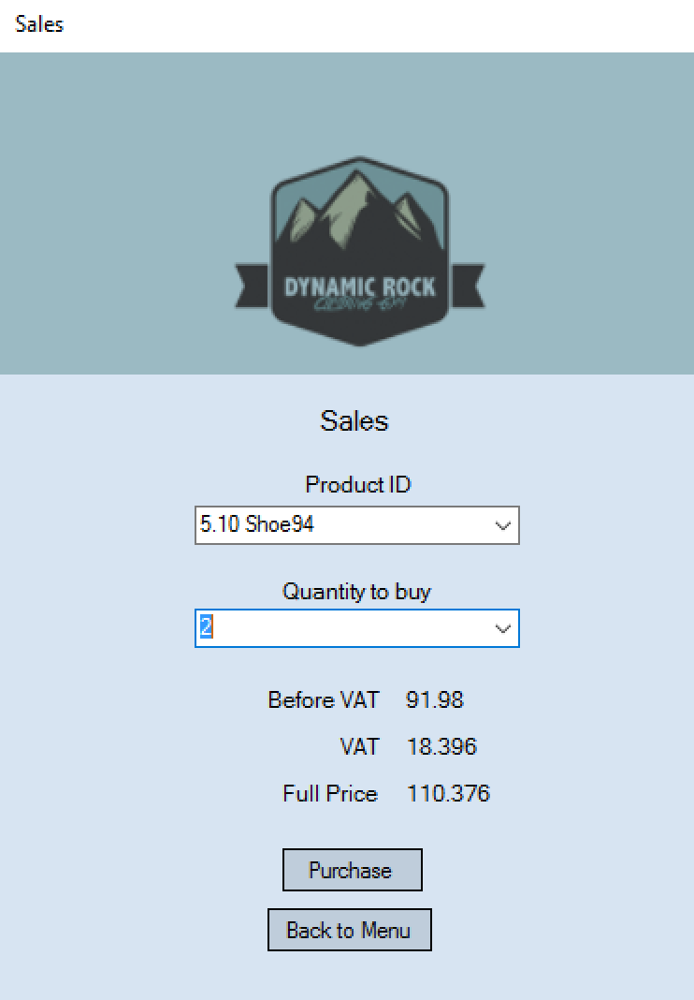 Sales
DYNAMIC ROCK
Sales
Product ID
5.10 Shoe94
Quantity to buy
2
Before VAT 91.98
VAT 18.396
Full Price 110.376
Purchase
Back to Menu